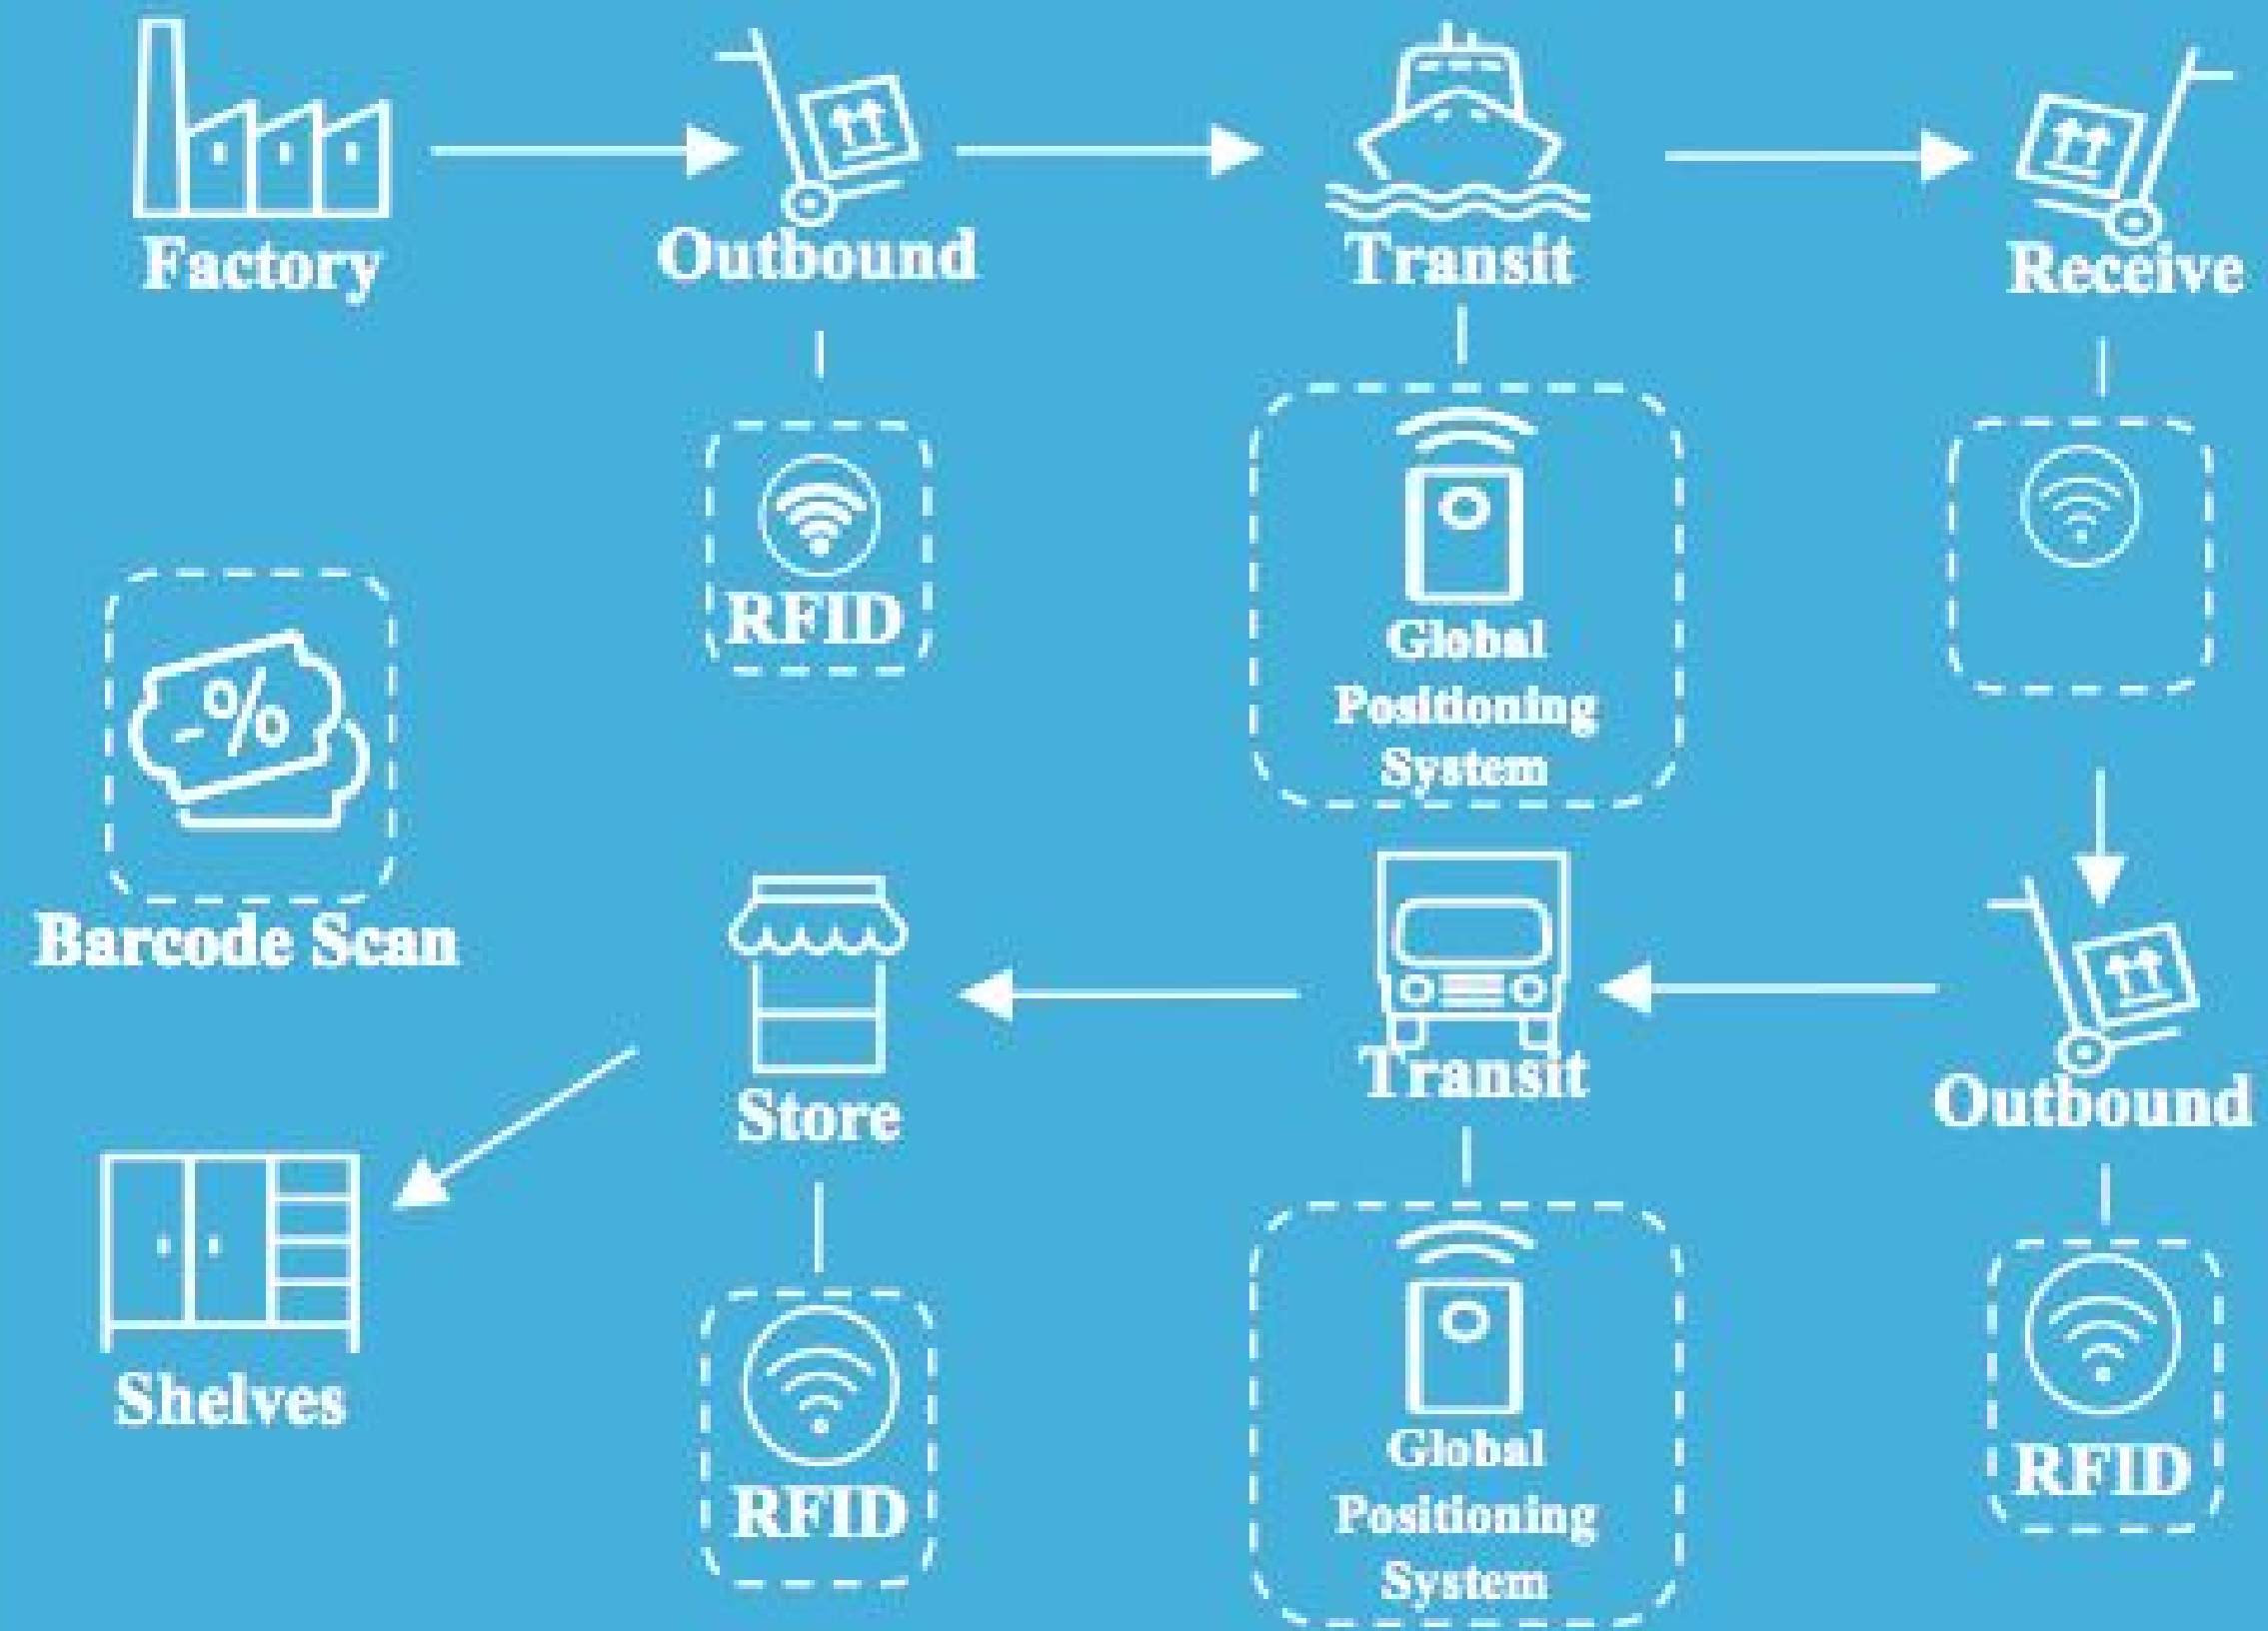 Factory
Outbound
Transit
Receive
RFID
Global
Positioning
System
-%
Barcode Scan
Store
Transit
Outbound
Shelves
RFID
Global
Positioning
System
RFID